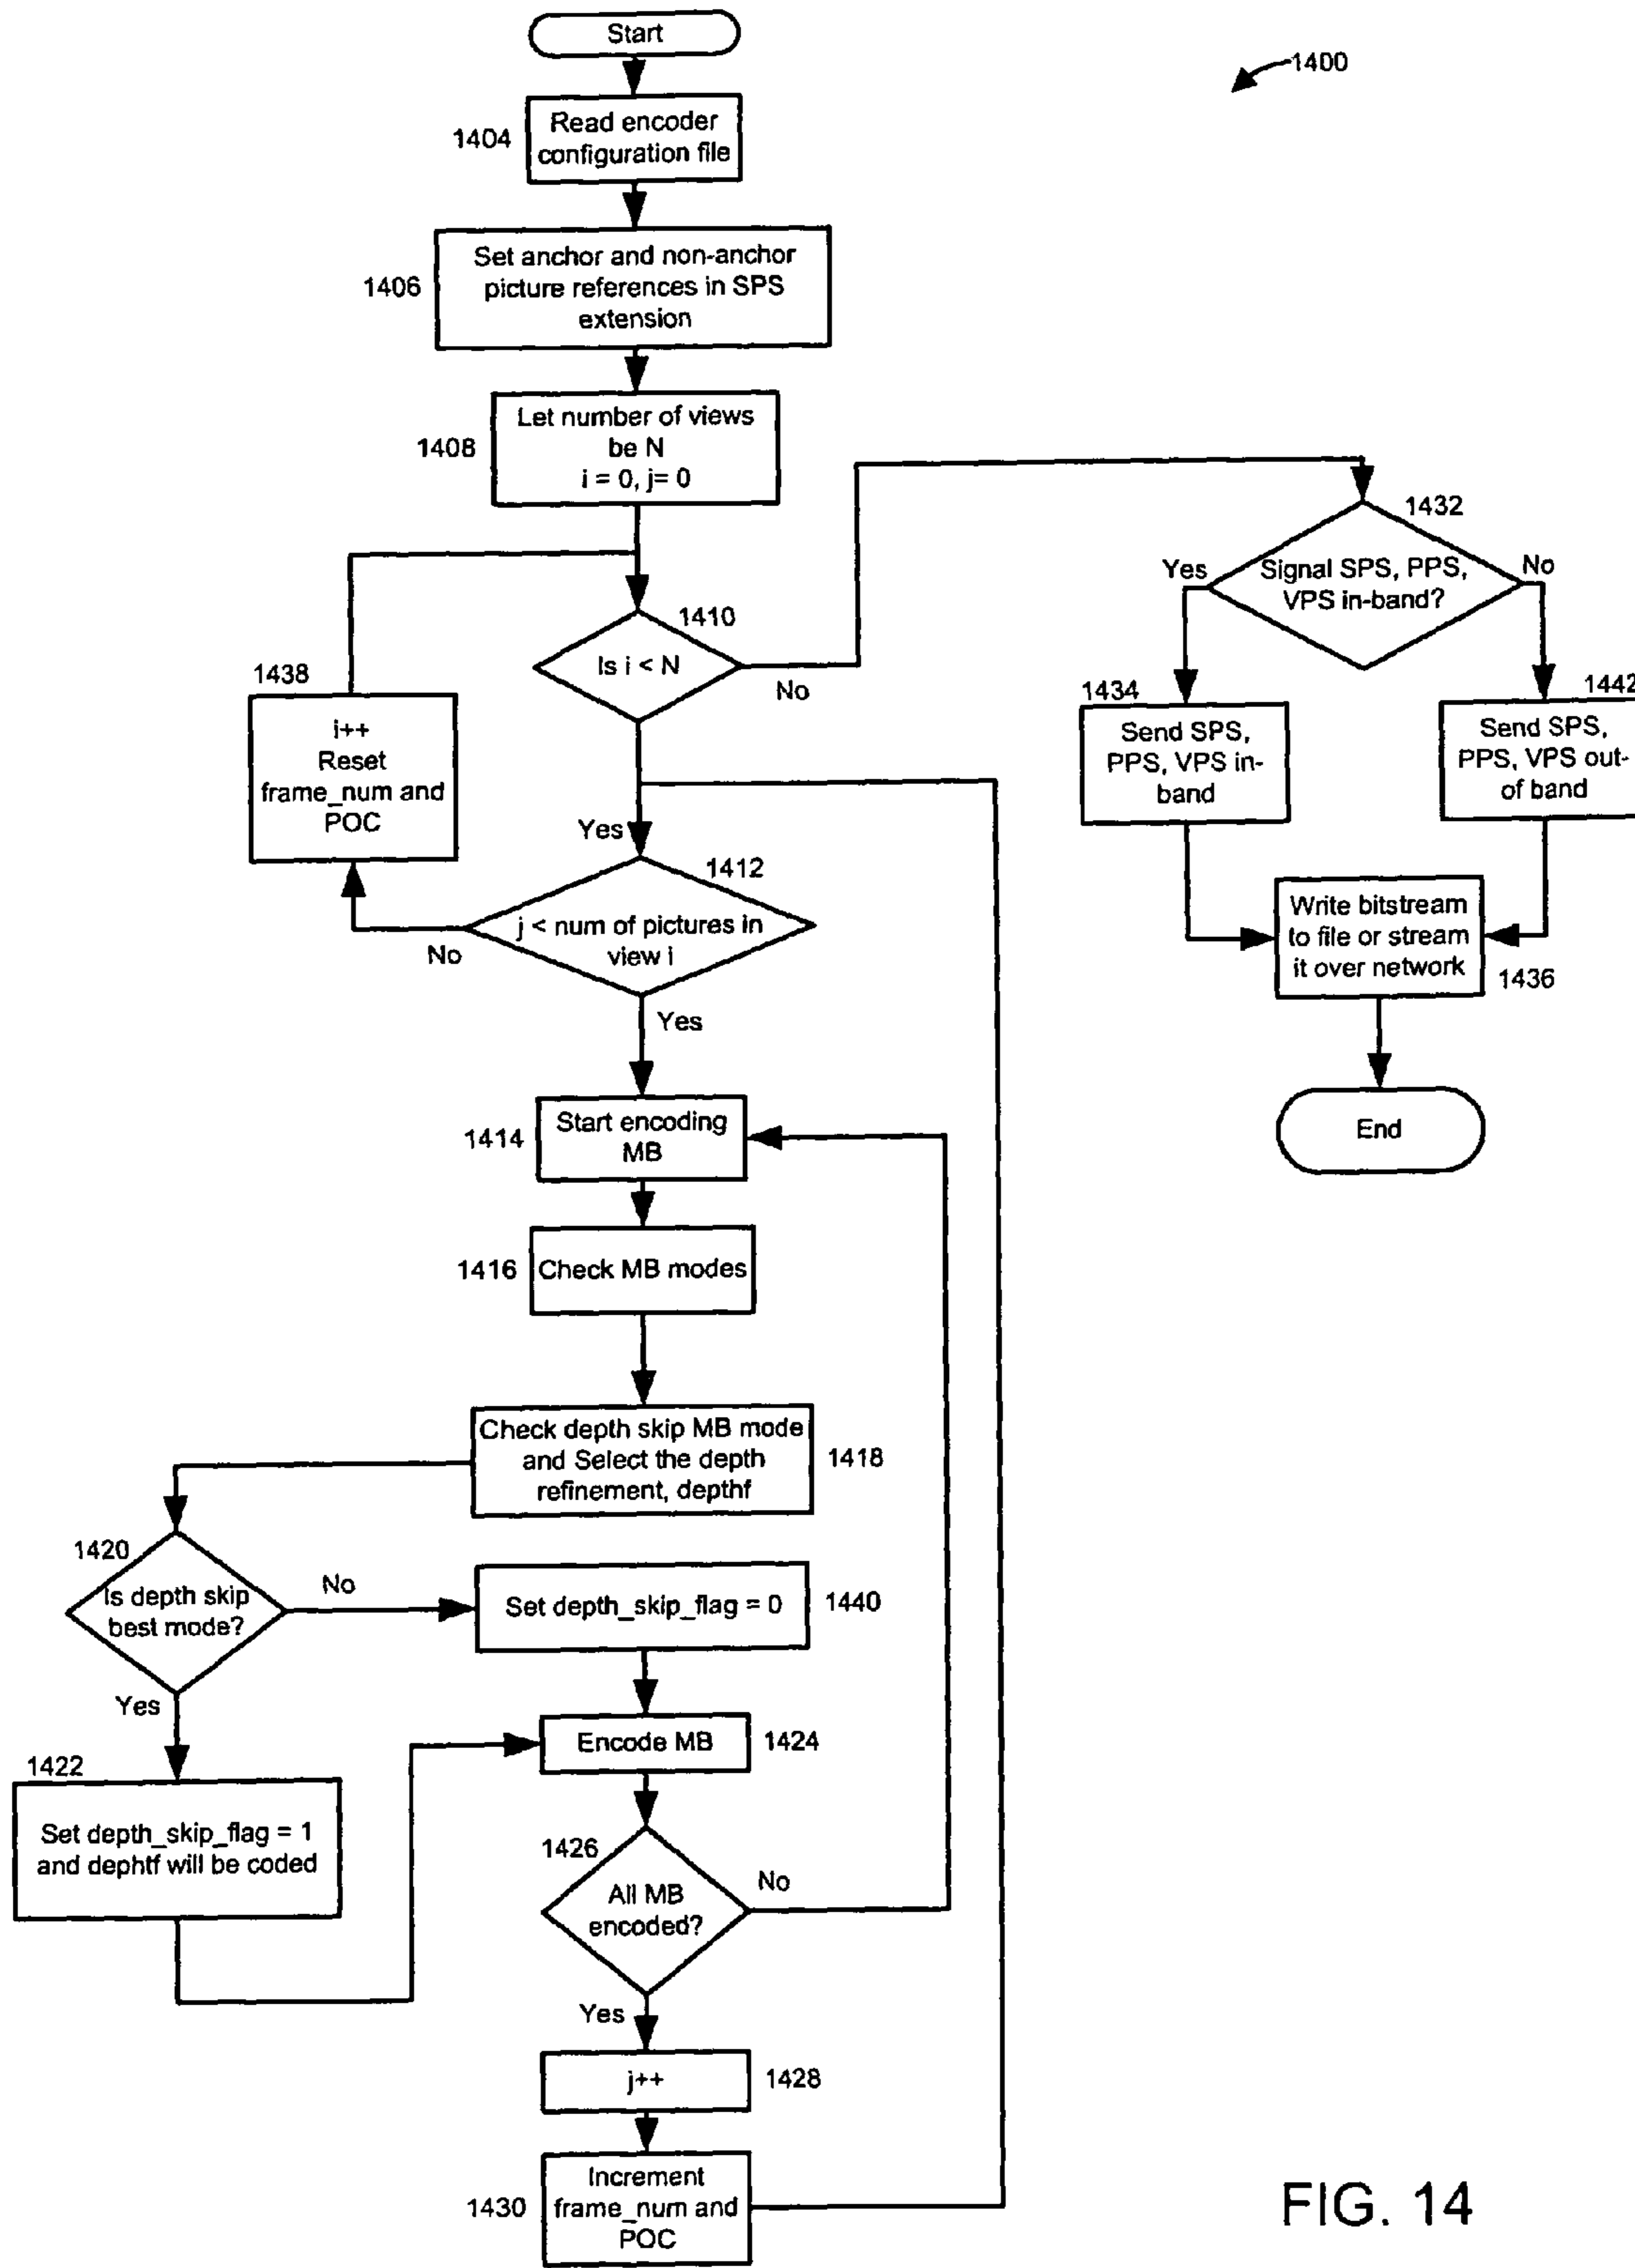 Start
1400
1404
Read encoder
configuration file
1406
Set anchor and non-anchor
picture references in SPS
extension
1408
Let number of views
be N
i = 0, j= 0
1432
Signal SPS, PPS,
VPS in-band?
Yes
No
1410
Is i < N
No
1438
i++
Reset
frame_num and
POC
1434
Send SPS,
PPS, VPS in-
band
1442
Send SPS,
PPS, VPS out-
of band
Yes
1412
j < num of pictures in
view i
No
Yes
Write bitstream
to file or stream
it over network
1436
End
1414
Start encoding
MB
1416
Check MB modes
Check depth skip MB mode
and Select the depth
refinement, depthf
1418
1420
Is depth skip
best mode?
No
Yes
Set depth_skip_flag = 0
1440
1422
Set depth_skip_flag = 1
and dephtf will be coded
Encode MB
1424
1426
All MB
encoded?
No
Yes
j++
1428
1430
Increment
frame_num and
POC
FIG. 14